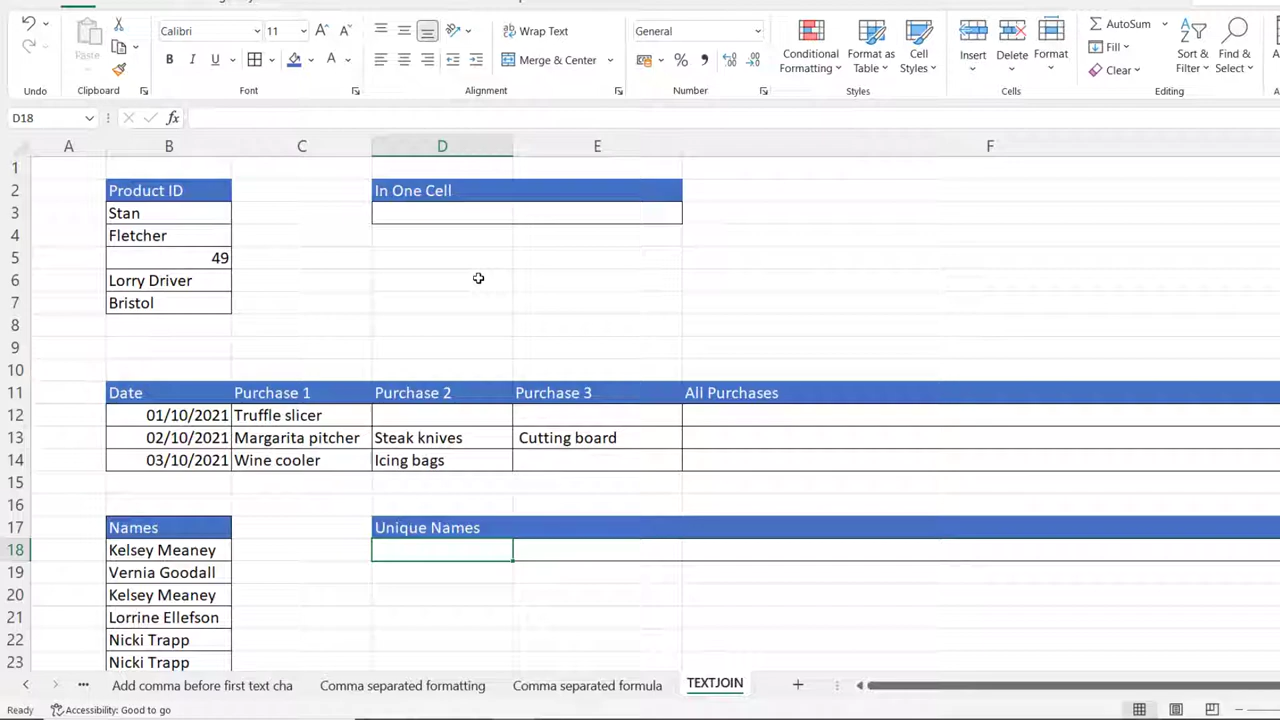 Calibri 11 Wrap Text General AutoSum
Paste Merge & Center Conditional Formatting Format as Table Cell Styles Insert Delete Format Fill Clear Sort & Filter Find & Select
Undo Clipboard Font Alignment Number Styles Cells Editing
D18 fx
A B C D E F
1
2 Product ID In One Cell
3 Stan
4 Fletcher
5 49
6 Lorry Driver
7 Bristol
8
9
10
11 Date Purchase 1 Purchase 2 Purchase 3 All Purchases
12 01/10/2021 Truffle slicer
13 02/10/2021 Margarita pitcher Steak knives Cutting board
14 03/10/2021 Wine cooler Icing bags
15
16
17 Names Unique Names
18 Kelsey Meaney
19 Vernia Goodall
20 Kelsey Meaney
21 Lorrine Ellefson
22 Nicki Trapp
23 Nicki Trapp
Add comma before first text cha Comma separated formatting Comma separated formula TEXTJOIN
Ready Accessibility: Good to go